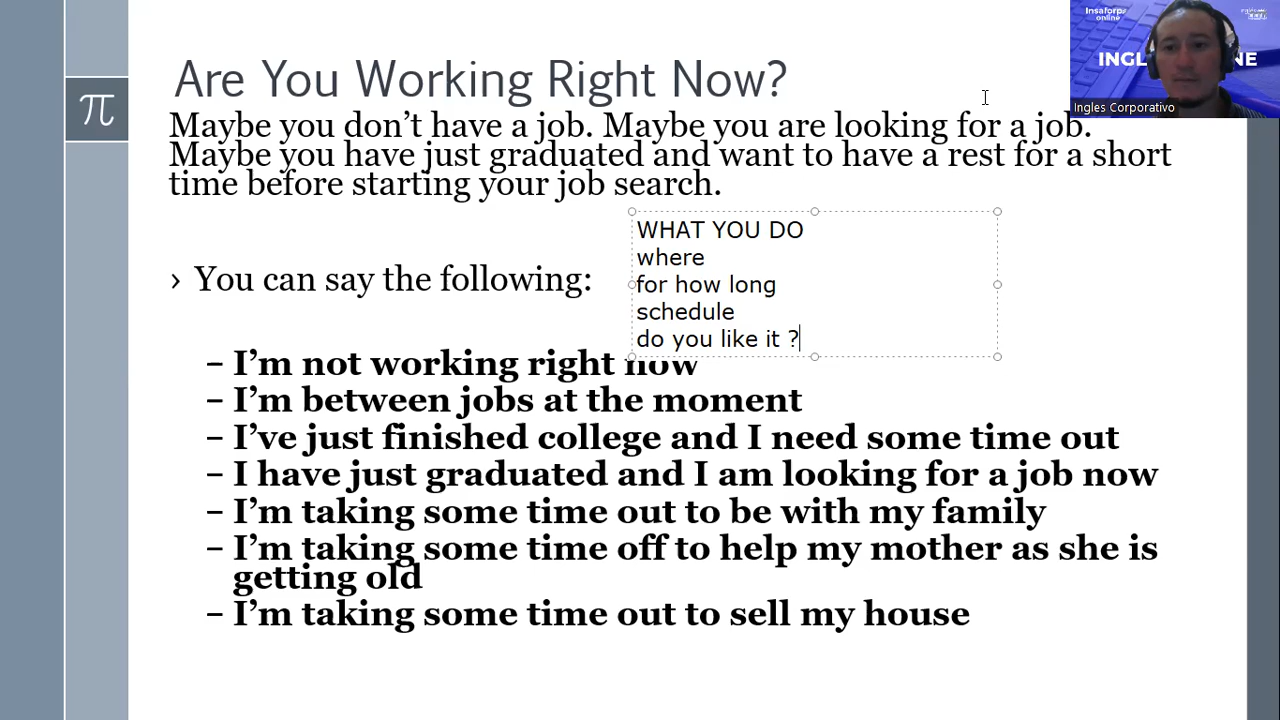 Insaforp
online
INGL
NE
Ingles Corporativo
π
Are You Working Right Now?
Maybe you don’t have a job. Maybe you are looking for a job.
Maybe you have just graduated and want to have a rest for a short
time before starting your job search.
WHAT YOU DO
where
for how long
schedule
do you like it ?
› You can say the following:
– I’m not working right now
– I’m between jobs at the moment
– I’ve just finished college and I need some time out
– I have just graduated and I am looking for a job now
– I’m taking some time out to be with my family
– I’m taking some time off to help my mother as she is
getting old
– I’m taking some time out to sell my house